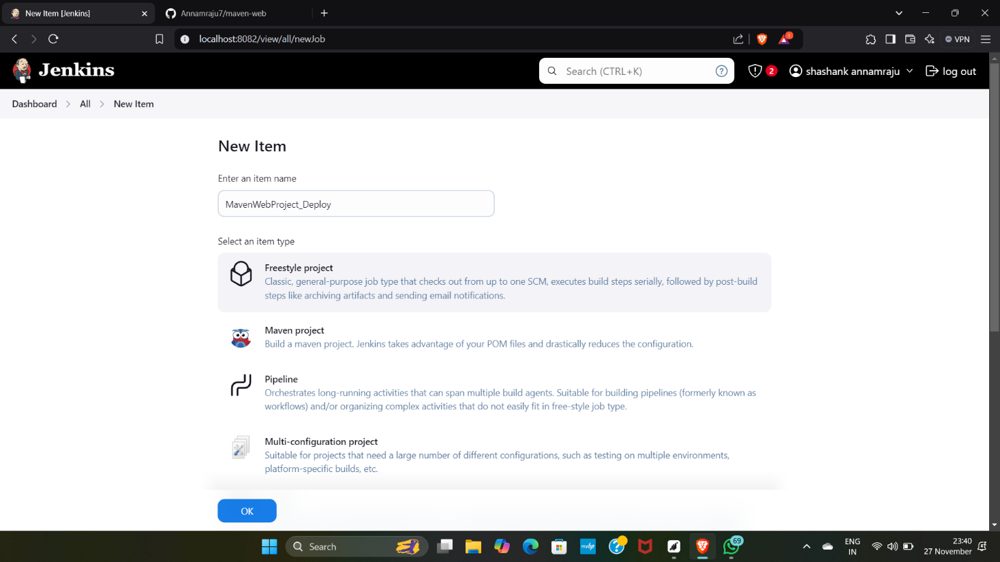 New Item [Jenkins]
Annamraju7/maven-web
localhost:8082/view/all/newJob
1
VPN
Jenkins
Search (CTRL+K)
?
2
shashank annamraju
log out
Dashboard
All
New Item
New Item
Enter an item name
MavenWebProject_Deploy
Select an item type
Freestyle project
Classic, general-purpose job type that checks out from up to one SCM, executes build steps serially, followed by post-build
steps like archiving artifacts and sending email notifications.
Maven project
Build a maven project. Jenkins takes advantage of your POM files and drastically reduces the configuration.
Pipeline
Orchestrates long-running activities that can span multiple build agents. Suitable for building pipelines (formerly known as
workflows) and/or organizing complex activities that do not easily fit in free-style job type.
Multi-configuration project
Suitable for projects that need a large number of different configurations, such as testing on multiple environments,
platform-specific builds, etc.
OK
Search
myhp
?
69
ENG
IN
23:40
27 November